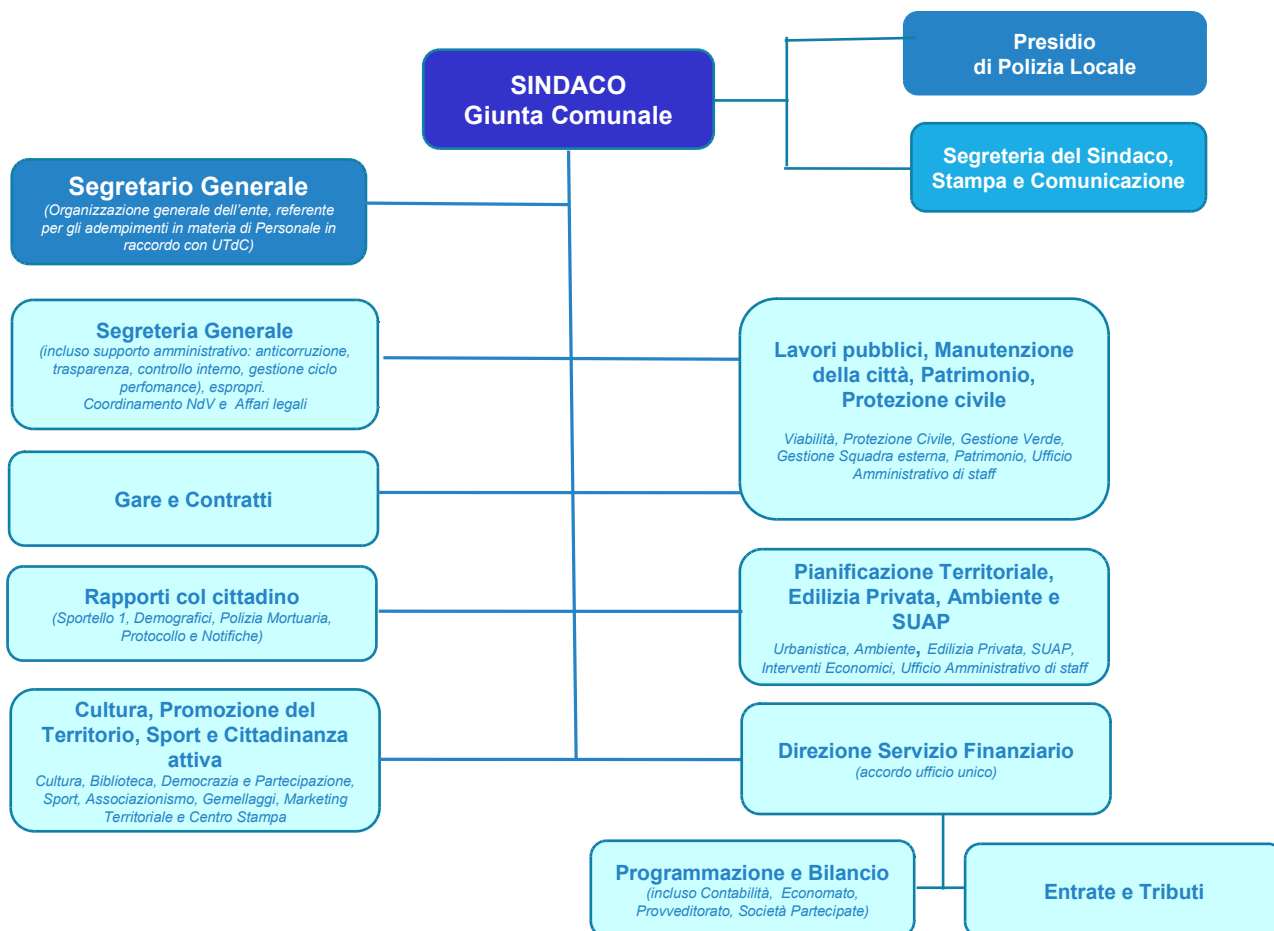 SINDACO
Giunta Comunale
Presidio
di Polizia Locale
Segreteria del Sindaco,
Stampa e Comunicazione
Segretario Generale
(Organizzazione generale dell'ente, referente
per gli adempimenti in materia di Personale in
raccordo con UTdC)
Segreteria Generale
(incluso supporto amministrativo: anticorruzione,
trasparenza, controllo interno, gestione ciclo
perfomance), espropri.
Coordinamento NdV e Affari legali
Lavori pubblici, Manutenzione
della città, Patrimonio,
Protezione civile
Viabilità, Protezione Civile, Gestione Verde,
Gestione Squadra esterna, Patrimonio, Ufficio
Amministrativo di staff
Gare e Contratti
Rapporti col cittadino
(Sportello 1, Demografici, Polizia Mortuaria,
Protocollo e Notifiche)
Pianificazione Territoriale,
Edilizia Privata, Ambiente e
SUAP
Urbanistica, Ambiente, Edilizia Privata, SUAP,
Interventi Economici, Ufficio Amministrativo di staff
Cultura, Promozione del
Territorio, Sport e Cittadinanza
attiva
Cultura, Biblioteca, Democrazia e Partecipazione,
Sport, Associazionismo, Gemellaggi, Marketing
Territoriale e Centro Stampa
Direzione Servizio Finanziario
(accordo ufficio unico)
Programmazione e Bilancio
(incluso Contabilità, Economato,
Provveditorato, Società Partecipate)
Entrate e Tributi